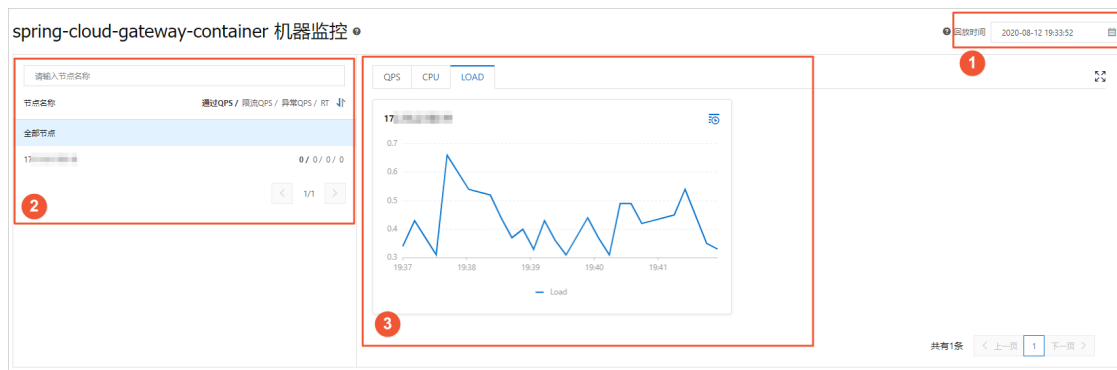 spring-cloud-gateway-container 机器监控
回放时间 2020-08-12 19:33:52
1
请输入节点名称
节点名称 通过QPS / 限流QPS / 异常QPS / RT
全部节点
17 0 / 0 / 0 / 0
1/1
2
QPS CPU LOAD
17
0.7
0.6
0.5
0.4
0.3
19:37 19:38 19:39 19:40 19:41
Load
3
共有1条 上一页 1 下一页